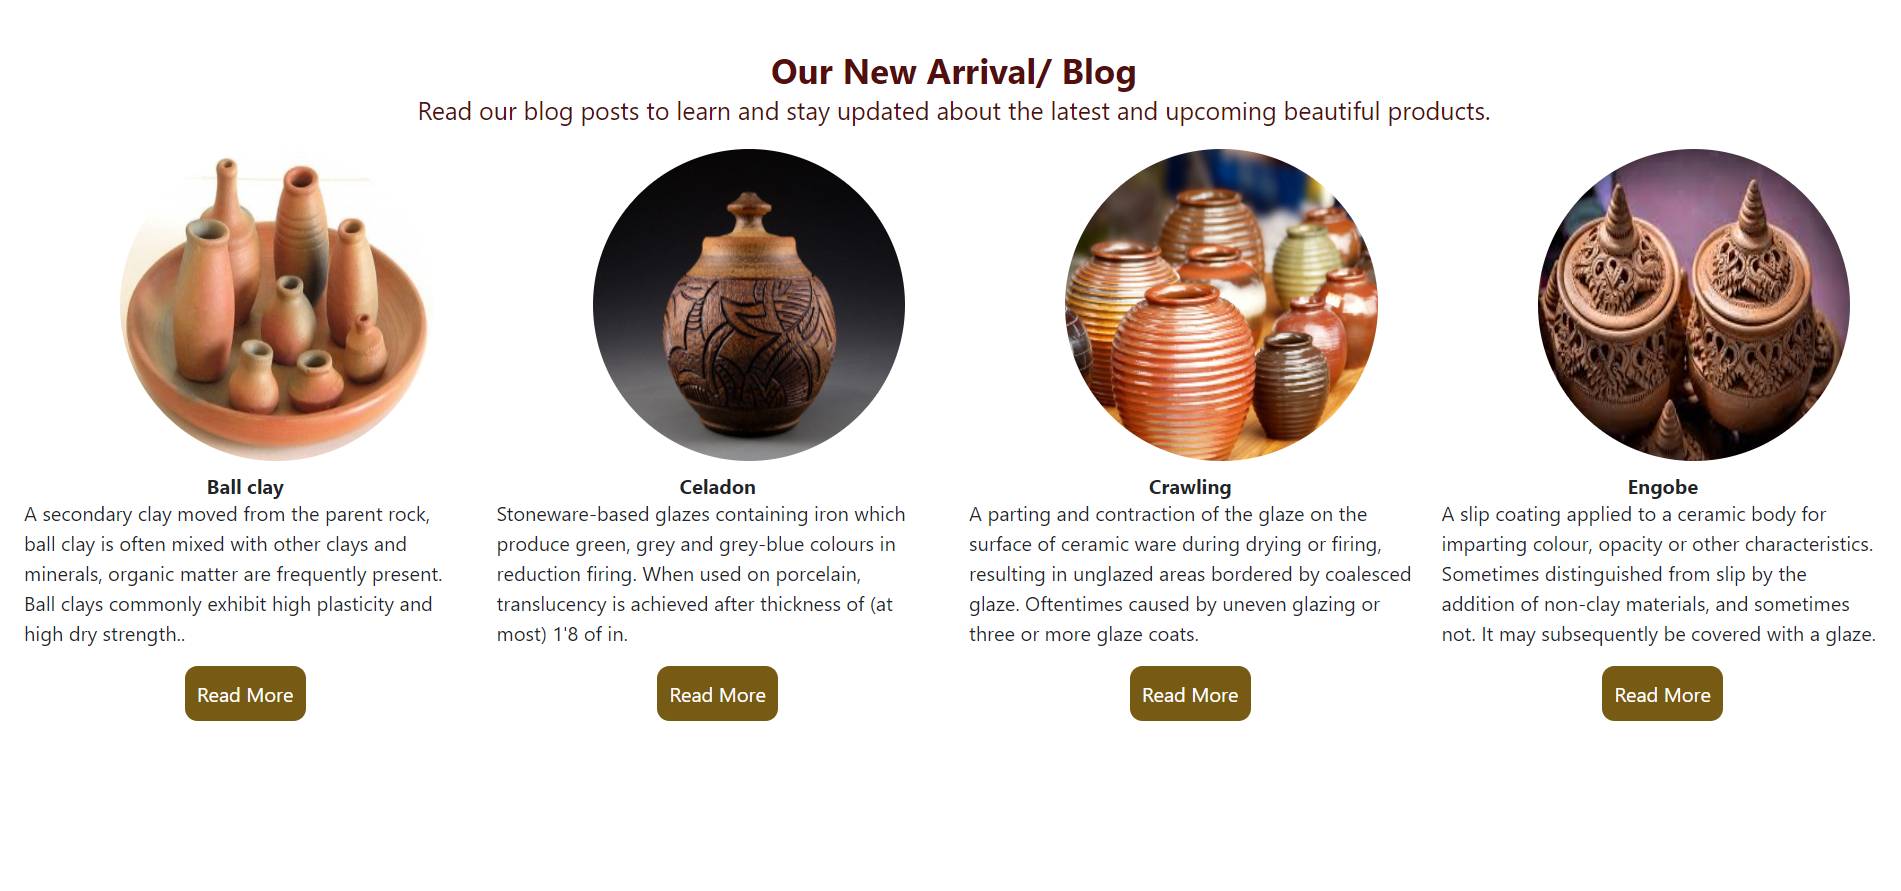 Our New Arrival/ Blog
Read our blog posts to learn and stay updated about the latest and upcoming beautiful products.
Ball clay
A secondary clay moved from the parent rock,
ball clay is often mixed with other clays and
minerals, organic matter are frequently present.
Ball clays commonly exhibit high plasticity and
high dry strength..
Read More
Celadon
Stoneware-based glazes containing iron which
produce green, grey and grey-blue colours in
reduction firing. When used on porcelain,
translucency is achieved after thickness of (at
most) 1'8 of in.
Read More
Crawling
A parting and contraction of the glaze on the
surface of ceramic ware during drying or firing,
resulting in unglazed areas bordered by coalesced
glaze. Oftentimes caused by uneven glazing or
three or more glaze coats.
Read More
Engobe
A slip coating applied to a ceramic body for
imparting colour, opacity or other characteristics.
Sometimes distinguished from slip by the
addition of non-clay materials, and sometimes
not. It may subsequently be covered with a glaze.
Read More